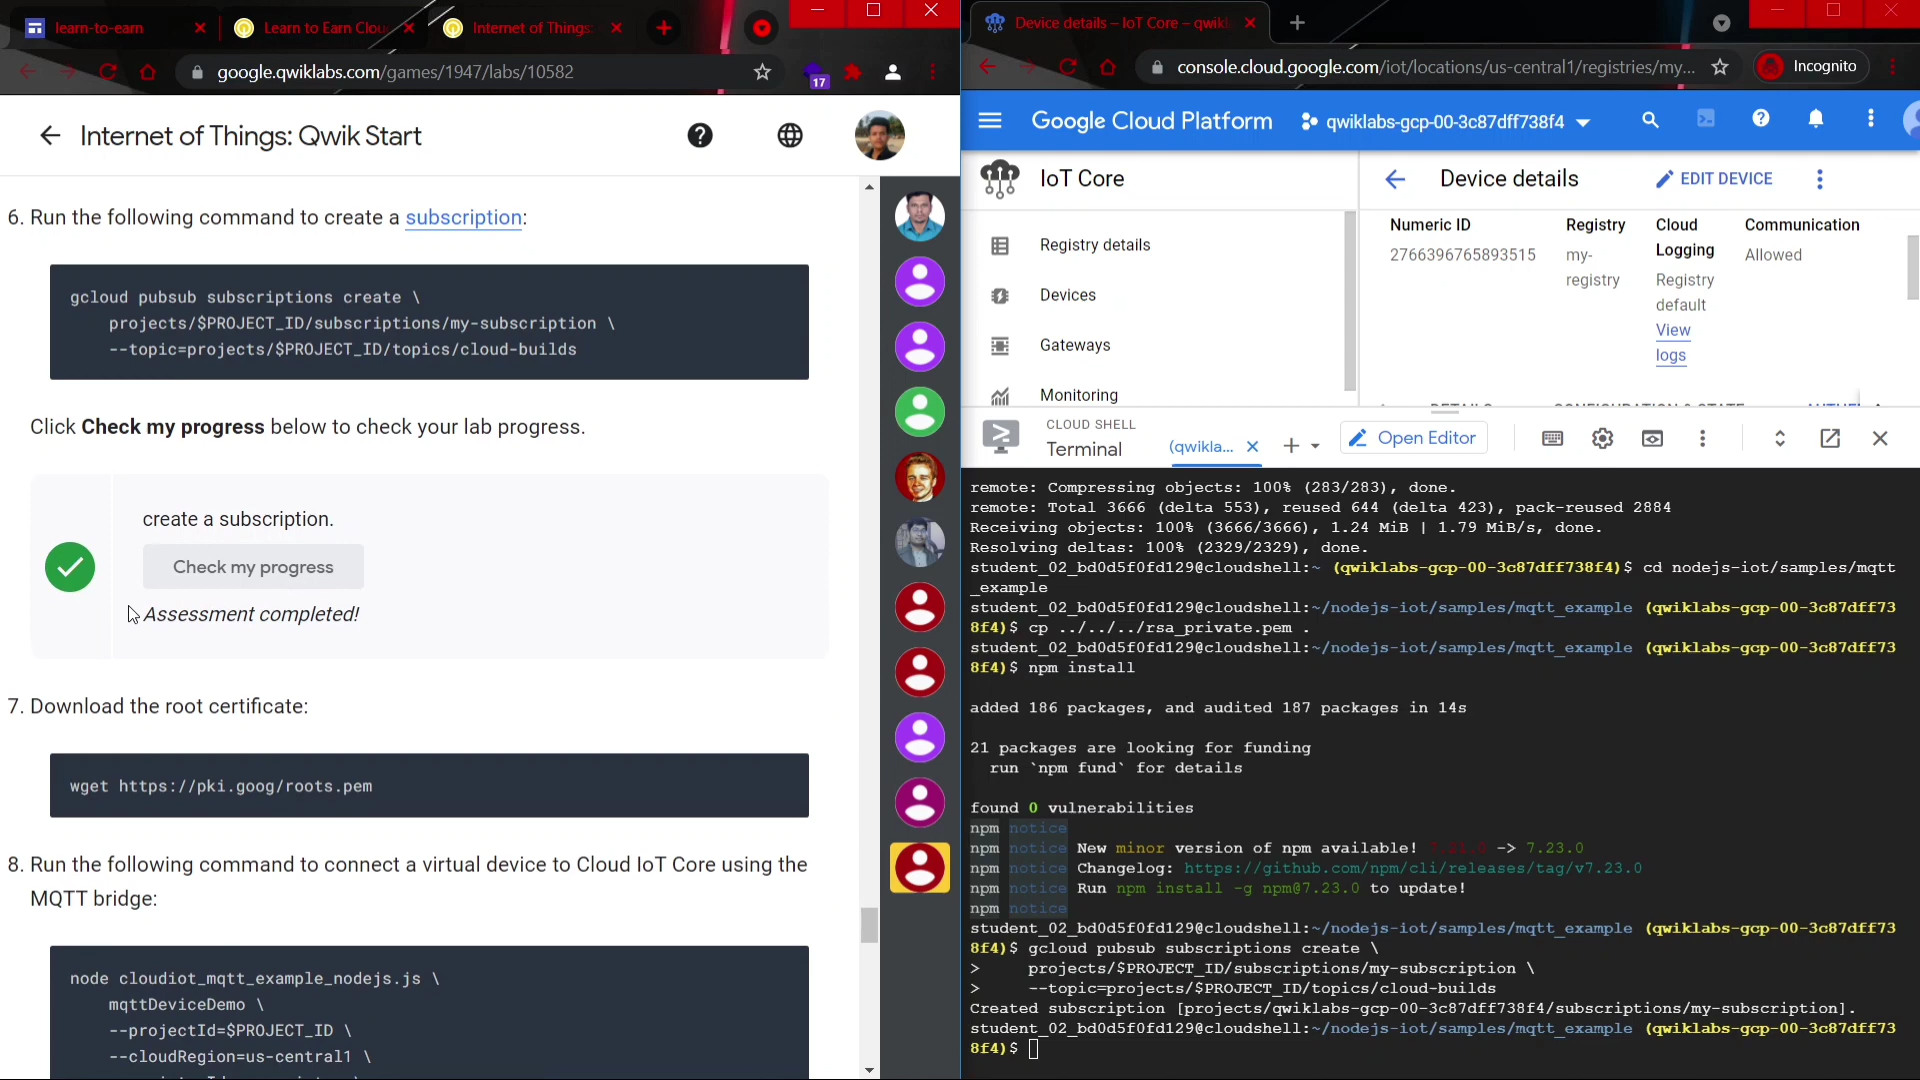 learn-to-earn
Learn to Earn Clou
Internet of Things:
google.qwiklabs.com/games/1947/labs/10582
17
Internet of Things: Qwik Start
6. Run the following command to create a subscription:
gcloud pubsub subscriptions create \
projects/$PROJECT_ID/subscriptions/my-subscription \
--topic=projects/$PROJECT_ID/topics/cloud-builds
Click Check my progress below to check your lab progress.
create a subscription.
Check my progress
Assessment completed!
7. Download the root certificate:
wget https://pki.goog/roots.pem
8. Run the following command to connect a virtual device to Cloud IoT Core using the
MQTT bridge:
node cloudiot_mqtt_example_nodejs.js \
mqttDeviceDemo \
--projectId=$PROJECT_ID \
--cloudRegion=us-central1 \
Device details – IoT Core – qwikl
console.cloud.google.com/iot/locations/us-central1/registries/my...
Incognito
Google Cloud Platform
qwiklabs-gcp-00-3c87dff738f4
IoT Core
Registry details
Devices
Gateways
Monitoring
Device details
EDIT DEVICE
Numeric ID
2766396765893515
Registry
my-
registry
Cloud
Logging
Registry
default
View
logs
Communication
Allowed
CLOUD SHELL
Terminal
(qwikla...
Open Editor
remote: Compressing objects: 100% (283/283), done.
remote: Total 3666 (delta 553), reused 644 (delta 423), pack-reused 2884
Receiving objects: 100% (3666/3666), 1.24 MiB | 1.79 MiB/s, done.
Resolving deltas: 100% (2329/2329), done.
student_02_bd0d5f0fd129@cloudshell:~ (qwiklabs-gcp-00-3c87dff738f4)$ cd nodejs-iot/samples/mqtt
_example
student_02_bd0d5f0fd129@cloudshell:~/nodejs-iot/samples/mqtt_example (qwiklabs-gcp-00-3c87dff73
8f4)$ cp ../../../rsa_private.pem .
student_02_bd0d5f0fd129@cloudshell:~/nodejs-iot/samples/mqtt_example (qwiklabs-gcp-00-3c87dff73
8f4)$ npm install
added 186 packages, and audited 187 packages in 14s
21 packages are looking for funding
run `npm fund` for details
found 0 vulnerabilities
npm notice
npm notice New minor version of npm available! -> 7.23.0
npm notice Changelog: https://github.com/npm/cli/releases/tag/v7.23.0
npm notice Run npm install -g npm@7.23.0 to update!
npm notice
student_02_bd0d5f0fd129@cloudshell:~/nodejs-iot/samples/mqtt_example (qwiklabs-gcp-00-3c87dff73
8f4)$ gcloud pubsub subscriptions create \
> projects/$PROJECT_ID/subscriptions/my-subscription \
> --topic=projects/$PROJECT_ID/topics/cloud-builds
Created subscription [projects/qwiklabs-gcp-00-3c87dff738f4/subscriptions/my-subscription].
student_02_bd0d5f0fd129@cloudshell:~/nodejs-iot/samples/mqtt_example (qwiklabs-gcp-00-3c87dff73
8f4)$